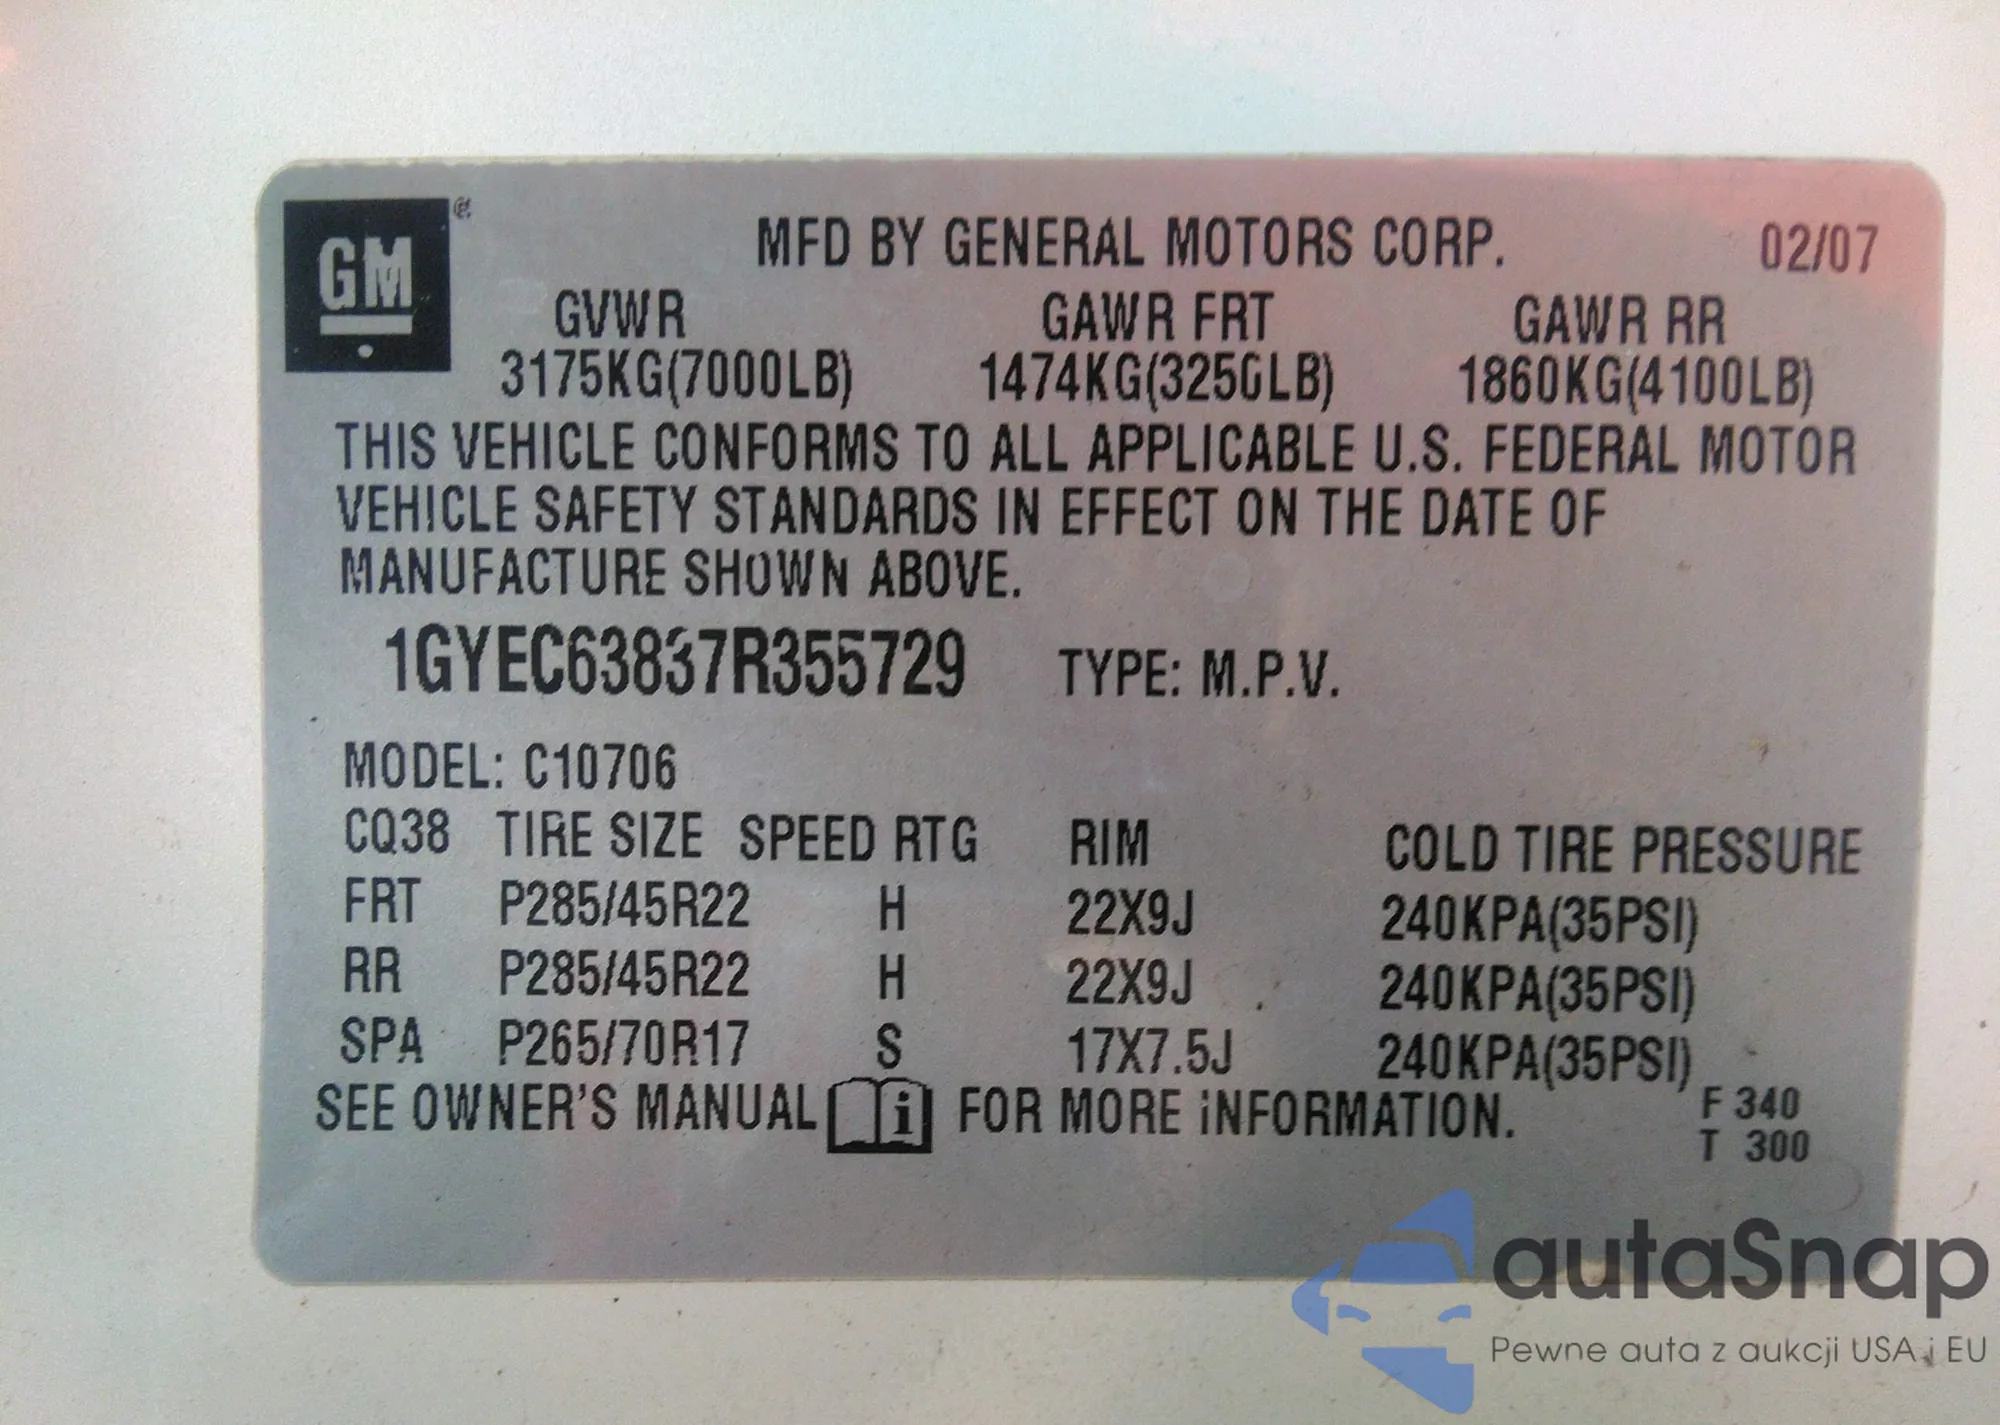 GM ®
MFD BY GENERAL MOTORS CORP. 02/07
GVWR GAWR FRT GAWR RR
3175KG(7000LB) 1474KG(3250LB) 1860KG(4100LB)
THIS VEHICLE CONFORMS TO ALL APPLICABLE U.S. FEDERAL MOTOR
VEHICLE SAFETY STANDARDS IN EFFECT ON THE DATE OF
MANUFACTURE SHOWN ABOVE.
1GYEC63837R355729 TYPE: M.P.V.
MODEL: C10706
CQ38 TIRE SIZE SPEED RTG RIM COLD TIRE PRESSURE
FRT P285/45R22 H 22X9J 240KPA(35PSI)
RR P285/45R22 H 22X9J 240KPA(35PSI)
SPA P265/70R17 S 17X7.5J 240KPA(35PSI)
SEE OWNER'S MANUAL i FOR MORE INFORMATION. F 340
T 300
autaSnap
Pewne auta z aukcji USA i EU